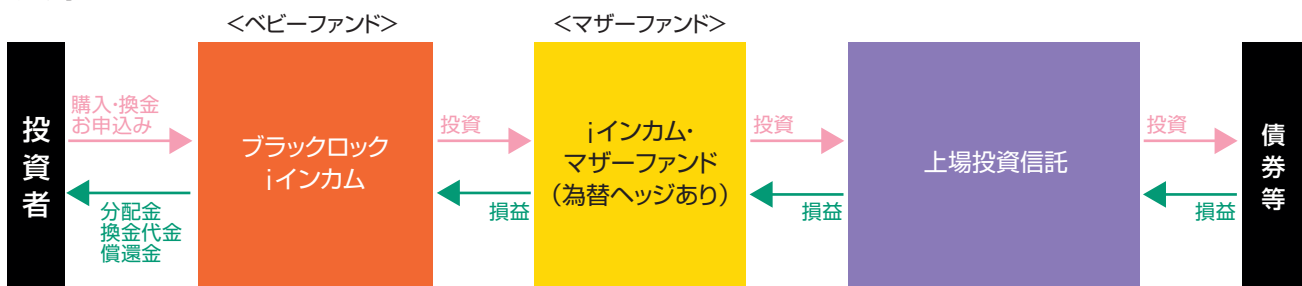 <ベビーファンド>
<マザーファンド>
投資者
購入・換金
お申込み
分配金
換金代金
償還金
ブラックロック
iインカム
投資
損益
iインカム・
マザーファンド
(為替ヘッジあり)
投資
損益
上場投資信託
投資
損益
債券等